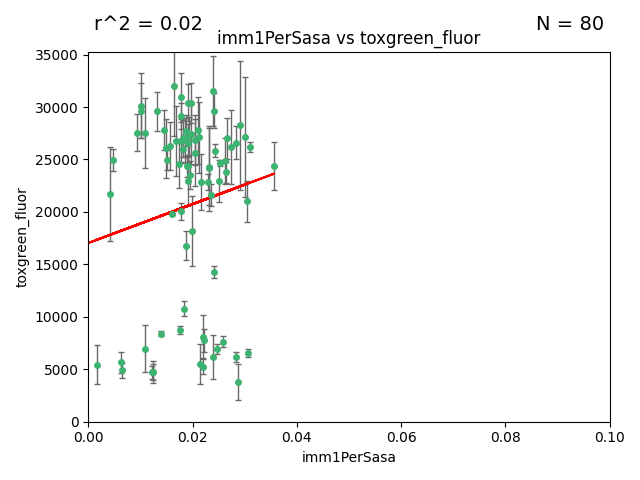 r^2 = 0.02
N = 80
imm1PerSasa vs toxgreen_fluor
35000
30000
25000
20000
15000
10000
5000
0
toxgreen_fluor
0.00 0.02 0.04 0.06 0.08 0.10
imm1PerSasa